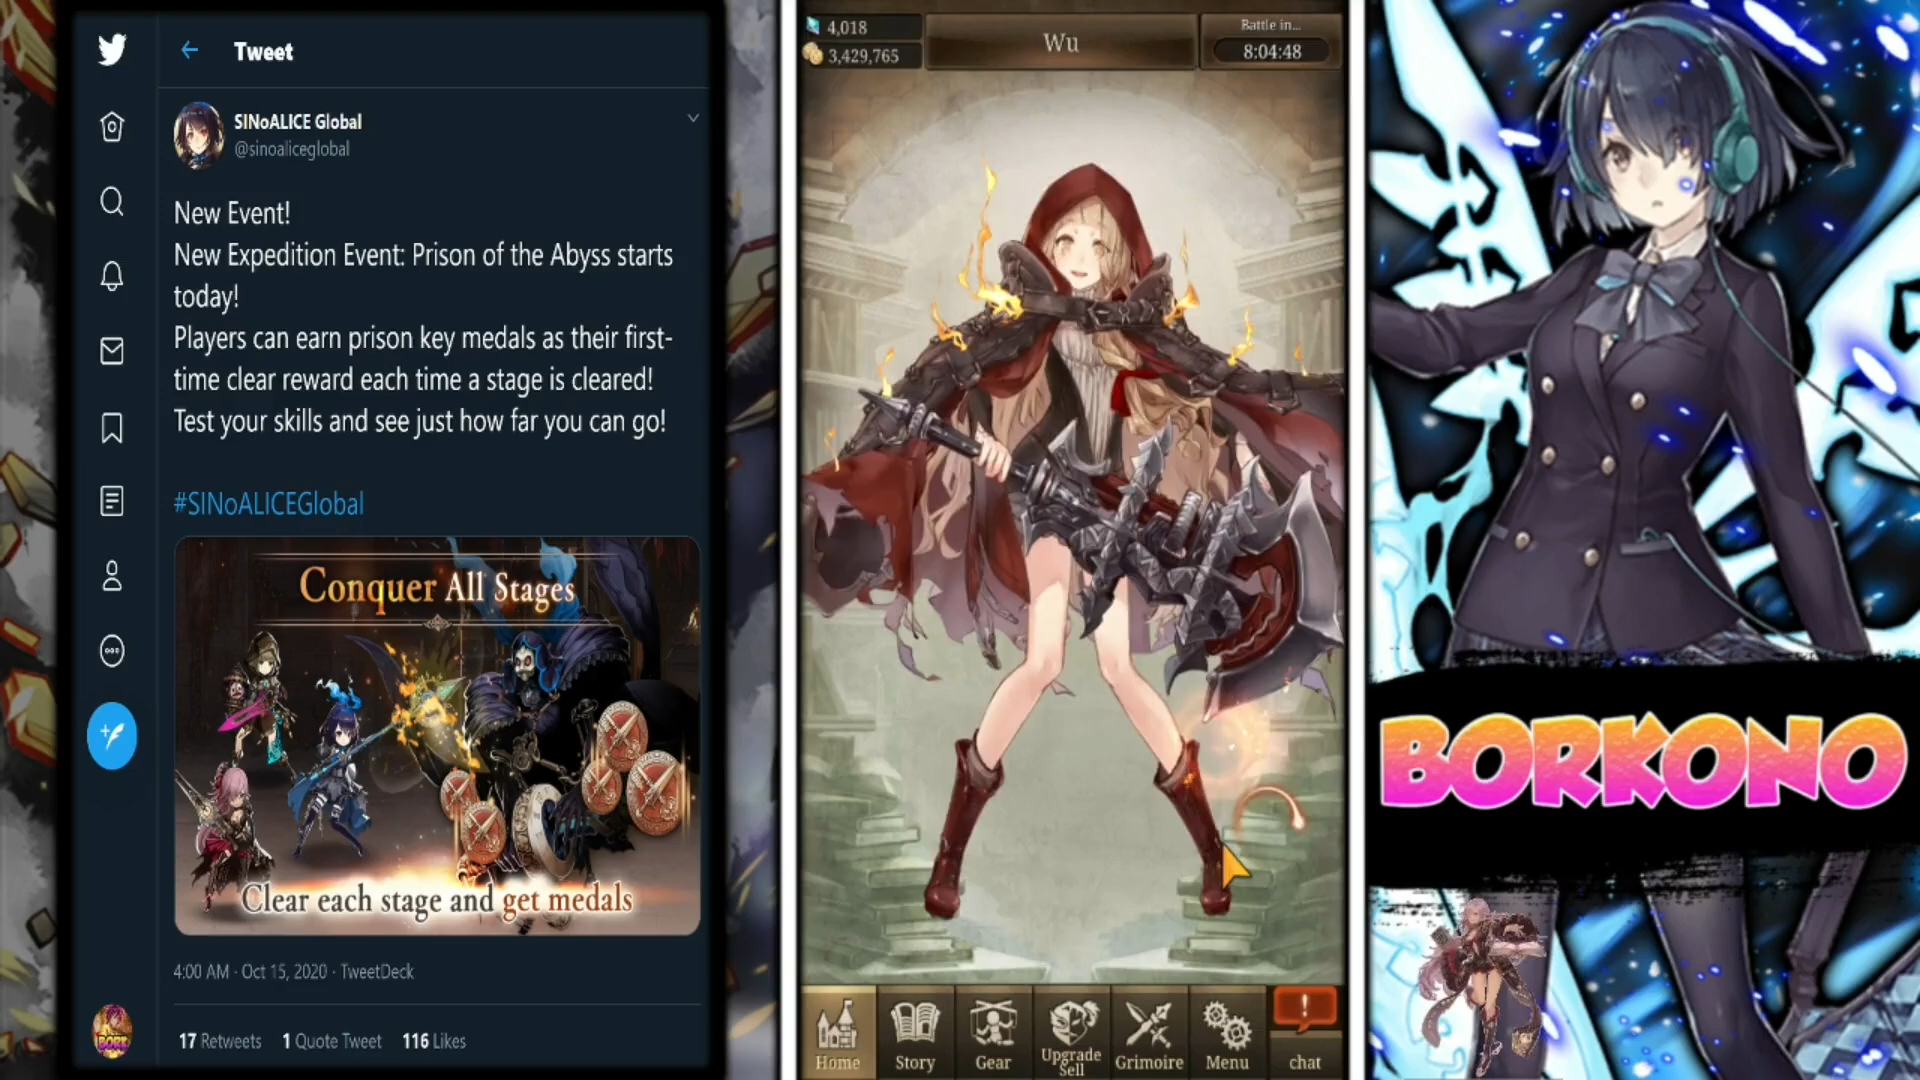 Tweet
SINoALICE Global
@sinoaliceglobal
New Event!
New Expedition Event: Prison of the Abyss starts
today!
Players can earn prison key medals as their first-
time clear reward each time a stage is cleared!
Test your skills and see just how far you can go!
#SINoALICEGlobal
Conquer All Stages
Clear each stage and get medals
4:00 AM · Oct 15, 2020 · TweetDeck
17 Retweets 1 Quote Tweet 116 Likes
BORK
4,018
3,429,765
Wu
Battle in...
8:04:48
Home
Story
Gear
Upgrade
Sell
Grimoire
Menu
!
chat
BORKONO